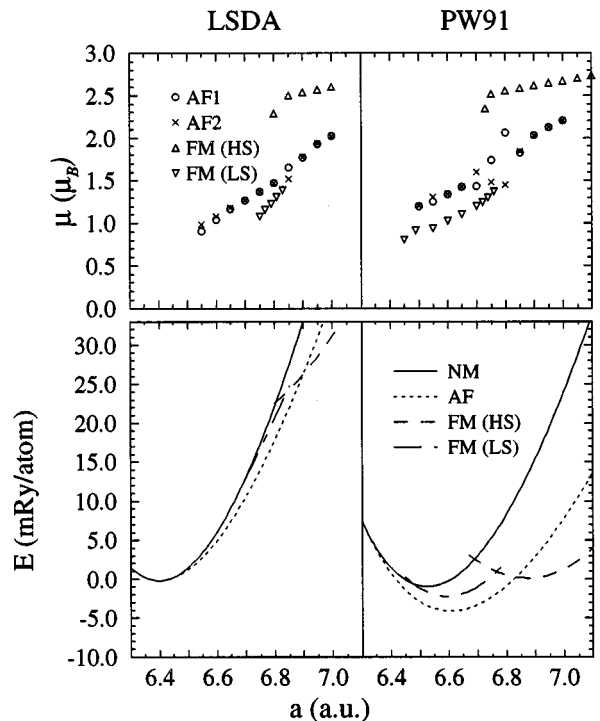 LSDA PW91
3.0
2.5
2.0
1.5
1.0
0.5
0.0
μ (μB)
AF1
AF2
FM (HS)
FM (LS)
30.0
25.0
20.0
15.0
10.0
5.0
0.0
-5.0
-10.0
E (mRy/atom)
NM
AF
FM (HS)
FM (LS)
6.4 6.6 6.8 7.0 6.4 6.6 6.8 7.0
a (a.u.)